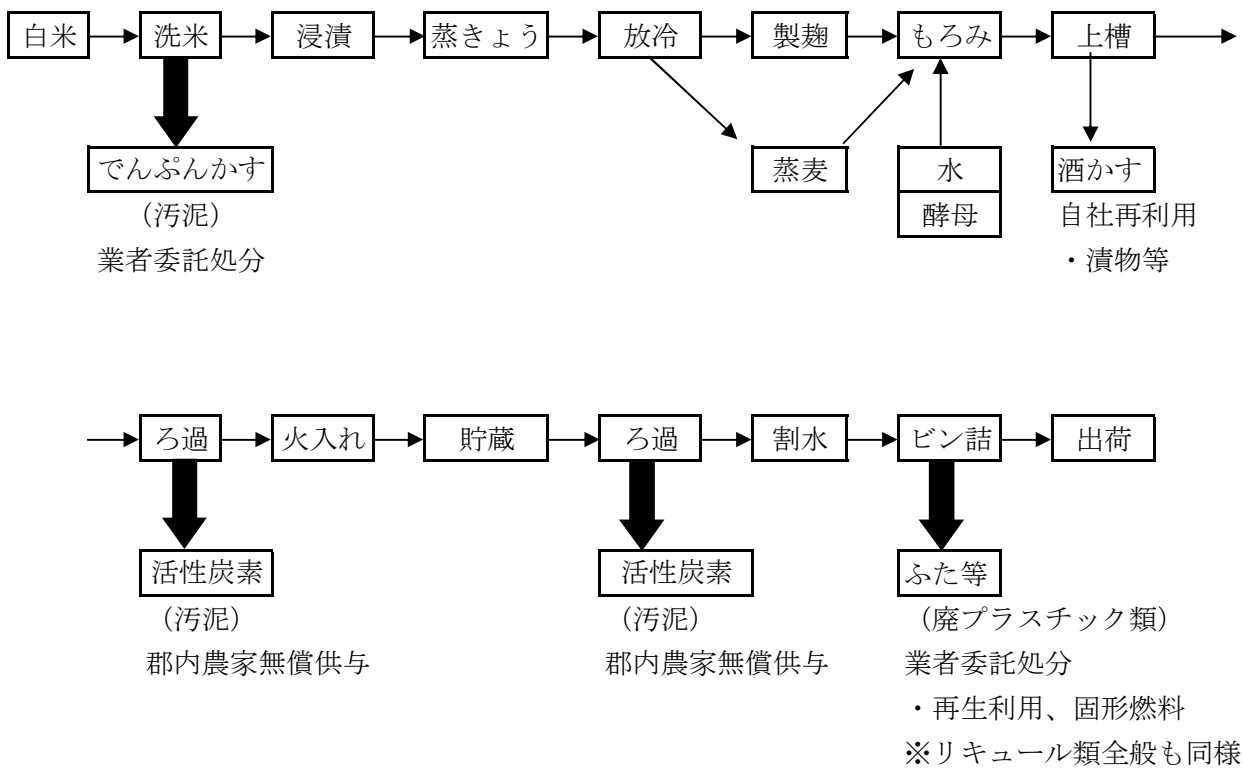 白米 洗米 浸漬 蒸きょう 放冷 製麹 もろみ 上槽
でんぷんかす 蒸麦 水 酒かす
(汚泥) 酵母 自社再利用
業者委託処分 ・漬物等
ろ過 火入れ 貯蔵 ろ過 割水 ビン詰 出荷
活性炭素 活性炭素 ふた等
(汚泥) (汚泥) (廃プラスチック類)
郡内農家無償供与 郡内農家無償供与 業者委託処分
・再生利用、固形燃料
※リキュール類全般も同様